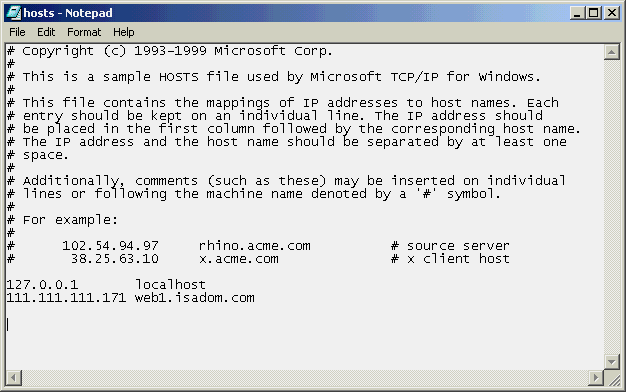 hosts - Notepad
File Edit Format Help
# Copyright (c) 1993-1999 Microsoft Corp.
#
# This is a sample HOSTS file used by Microsoft TCP/IP for Windows.
#
# This file contains the mappings of IP addresses to host names. Each
# entry should be kept on an individual line. The IP address should
# be placed in the first column followed by the corresponding host name.
# The IP address and the host name should be separated by at least one
# space.
#
# Additionally, comments (such as these) may be inserted on individual
# lines or following the machine name denoted by a '#' symbol.
#
# For example:
#
#      102.54.94.97     rhino.acme.com          # source server
#       38.25.63.10     x.acme.com              # x client host

127.0.0.1       localhost
111.111.111.171 web1.isadom.com